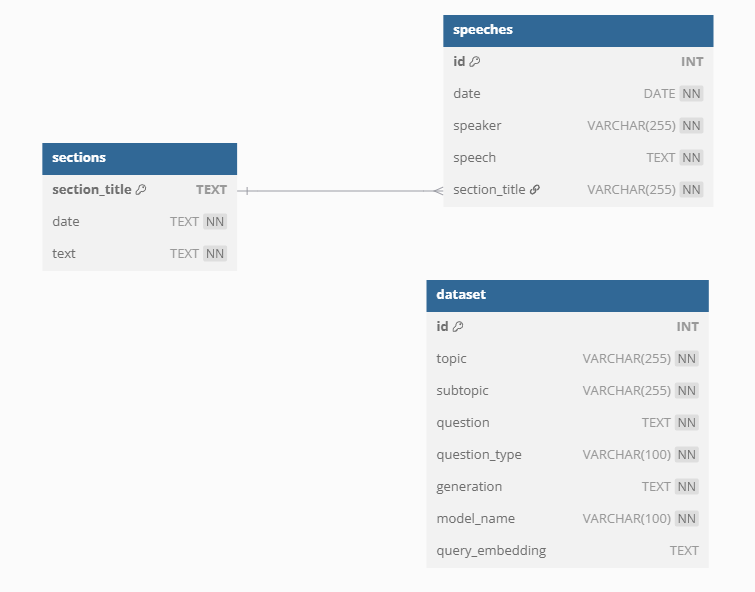 speeches
id INT
date DATE NN
speaker VARCHAR(255) NN
speech TEXT NN
section_title VARCHAR(255) NN
sections
section_title TEXT
date TEXT NN
text TEXT NN
dataset
id INT
topic VARCHAR(255) NN
subtopic VARCHAR(255) NN
question TEXT NN
question_type VARCHAR(100) NN
generation TEXT NN
model_name VARCHAR(100) NN
query_embedding TEXT